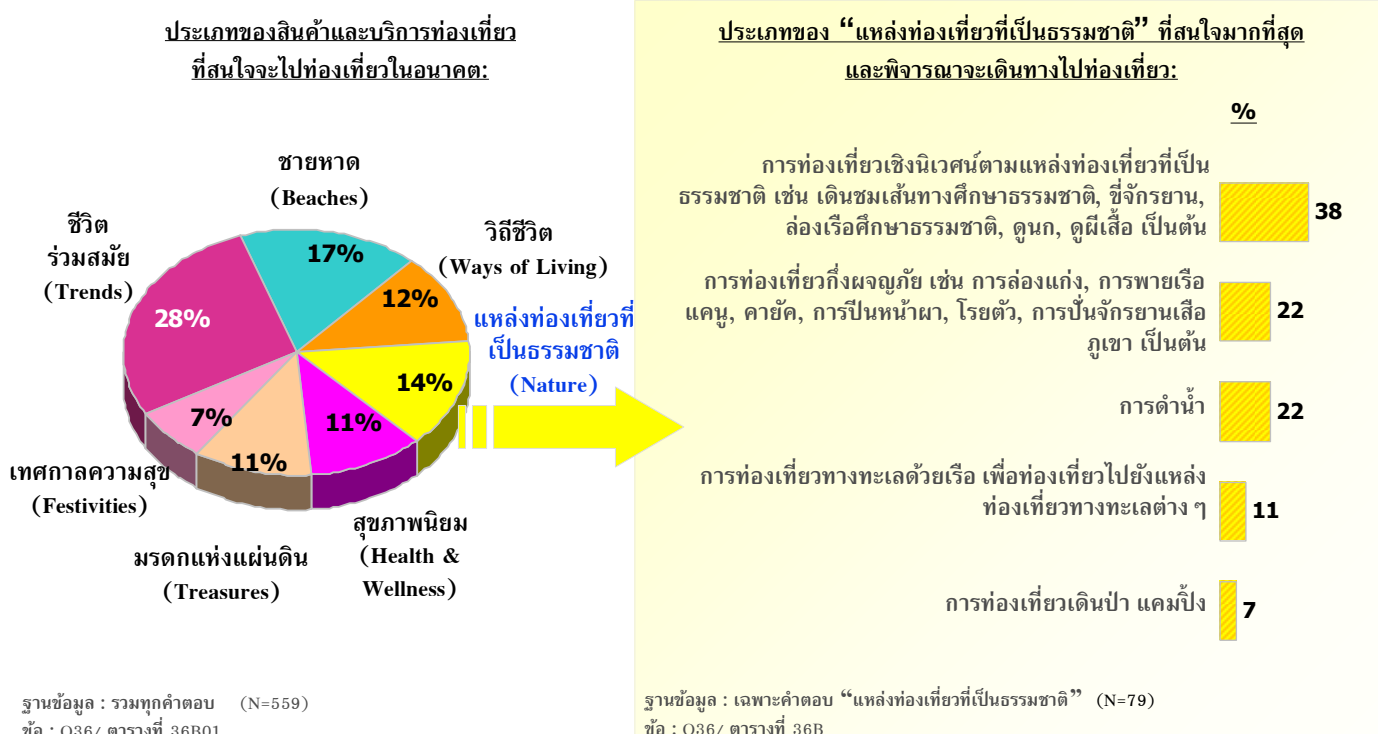 ประเภทของสินค้าและบริการท่องเที่ยว
ที่สนใจจะไปท่องเที่ยวในอนาคต:
ชายหาด
(Beaches)
ชีวิต
ร่วมสมัย
(Trends)
วิถีชีวิต
(Ways of Living)
17%
12%
28%
แหล่งท่องเที่ยวที่
เป็นธรรมชาติ
(Nature)
14%
7%
11%
11%
เทศกาลความสุข
(Festivities)
สุขภาพนิยม
(Health &
Wellness)
มรดกแห่งแผ่นดิน
(Treasures)
ฐานข้อมูล : รวมทุกคำตอบ (N=559)
ข้อ : Q36/ ตารางที่ 36B01
ประเภทของ “แหล่งท่องเที่ยวที่เป็นธรรมชาติ” ที่สนใจมากที่สุด
และพิจารณาจะเดินทางไปท่องเที่ยว:
%
การท่องเที่ยวเชิงนิเวศน์ตามแหล่งท่องเที่ยวที่เป็น
ธรรมชาติ เช่น เดินชมเส้นทางศึกษาธรรมชาติ, ขี่จักรยาน,
ล่องเรือศึกษาธรรมชาติ, ดูนก, ดูผีเสื้อ เป็นต้น
38
การท่องเที่ยวกึ่งผจญภัย เช่น การล่องแก่ง, การพายเรือ
แคนู, คายัค, การปีนหน้าผา, โรยตัว, การปั่นจักรยานเสือ
ภูเขา เป็นต้น
22
การดำน้ำ
22
การท่องเที่ยวทางทะเลด้วยเรือ เพื่อท่องเที่ยวไปยังแหล่ง
ท่องเที่ยวทางทะเลต่าง ๆ
11
การท่องเที่ยวเดินป่า แคมปิ้ง
7
ฐานข้อมูล : เฉพาะคำตอบ “แหล่งท่องเที่ยวที่เป็นธรรมชาติ” (N=79)
ข้อ : Q36/ ตารางที่ 36B